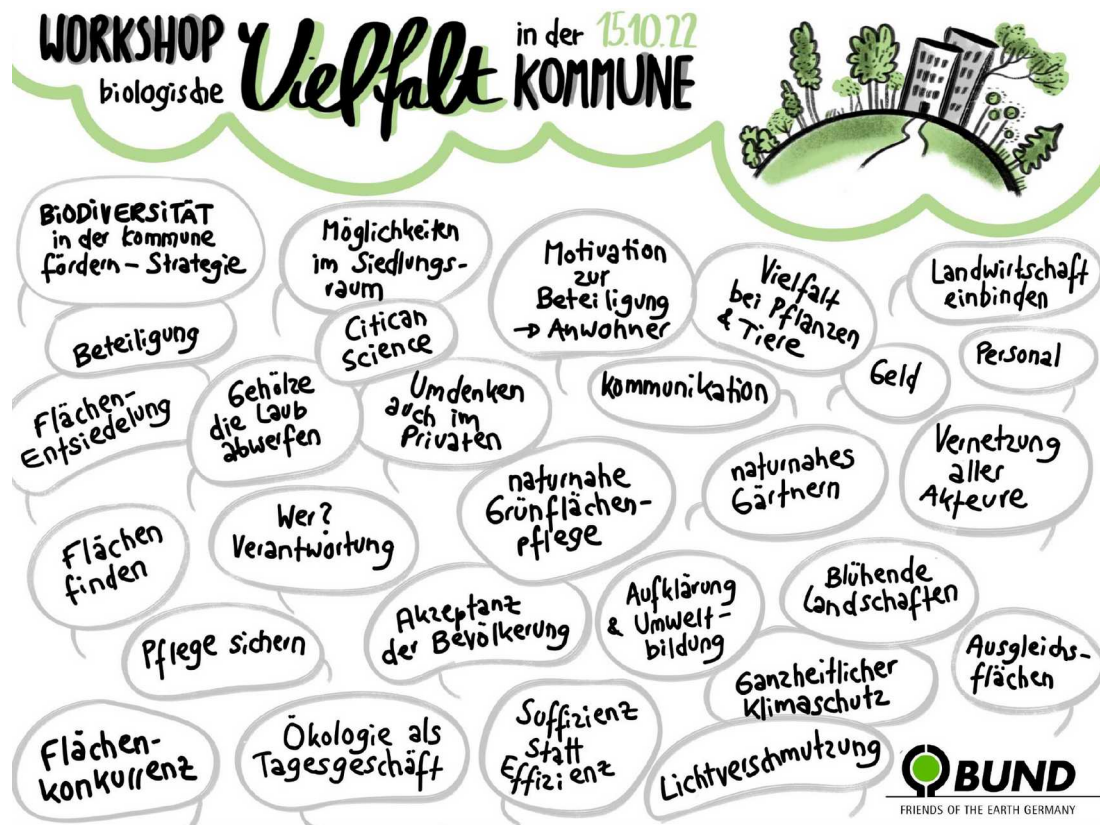 WORKSHOP
biologische
Vielfalt
in der 15.10.22
KOMMUNE
BiODiVERSiTÄT
in der Kommune
fördern – Strategie
Möglichkeiten
im Siedlungs-
raum
Motivation
zur
Beteiligung
→ Anwohner
Vielfalt
bei Pflanzen
& Tiere
Landwirtschaft
einbinden
Beteiligung
Citican
Science
Personal
Geld
Kommunikation
Flächen-
Entsiedelung
Gehölze
die Laub
abwerfen
Umdenken
auch im
Privaten
Vernetzung
aller
Akteure
naturnahes
Gärtnern
naturnahe
Grünflächen-
pflege
Flächen
finden
Wer?
Verantwortung
Blühende
Landschaften
Aufklärung
& Umwelt-
bildung
Akzeptanz
der Bevölkerung
Pflege sichern
Ausgleichs-
flächen
Ganzheitlicher
Klimaschutz
Flächen-
konkurrenz
Ökologie als
Tagesgeschäft
Suffizienz
statt
Effizienz
Lichtverschmutzung
BUND
FRIENDS OF THE EARTH GERMANY